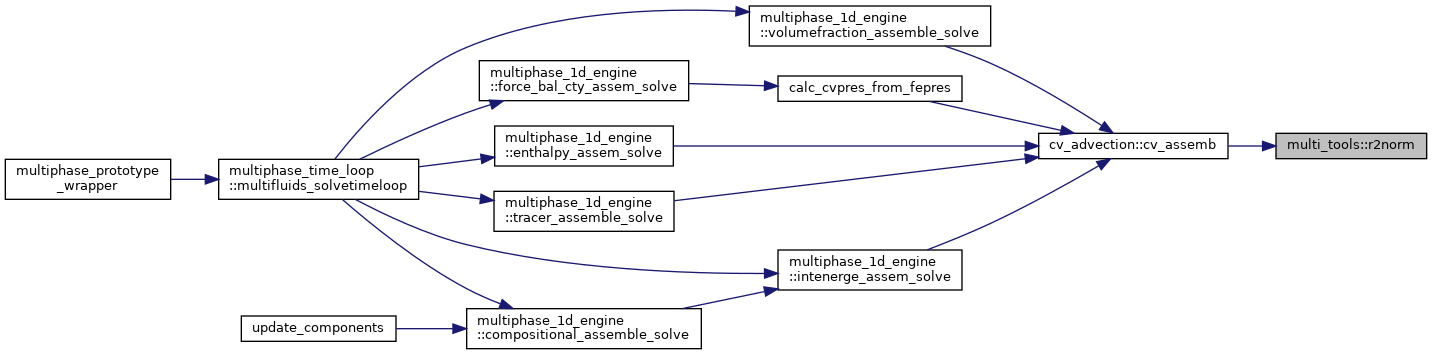 multiphase_1d_engine
::volumefraction_assemble_solve
multiphase_1d_engine
::force_bal_cty_assem_solve
calc_cvpres_from_fepres
multiphase_1d_engine
::enthalpy_assem_solve
cv_advection::cv_assemb
multi_tools::r2norm
multiphase_prototype
_wrapper
multiphase_time_loop
::multifluids_solvetimeloop
multiphase_1d_engine
::tracer_assemble_solve
multiphase_1d_engine
::intenerge_assem_solve
update_components
multiphase_1d_engine
::compositional_assemble_solve